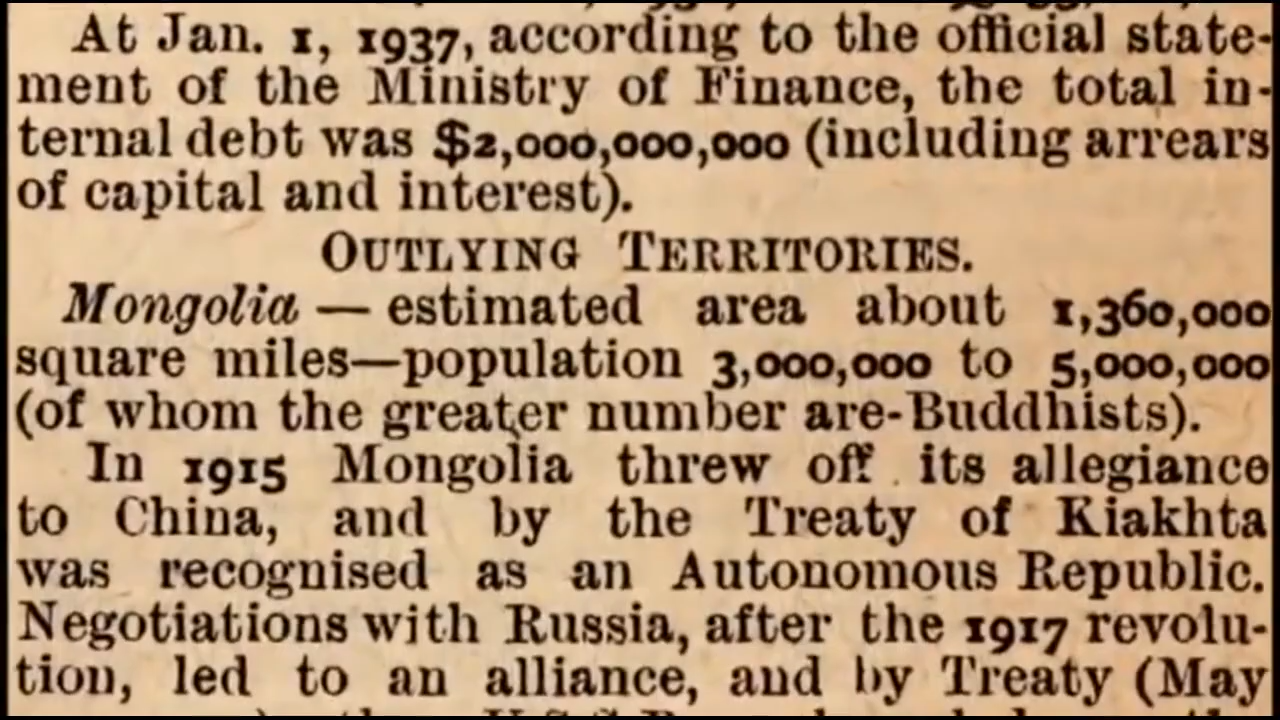 At Jan. 1, 1937, according to the official state-
ment of the Ministry of Finance, the total in-
ternal debt was $2,000,000,000 (including arrears
of capital and interest).
OUTLYING TERRITORIES.
Mongolia — estimated area about 1,360,000
square miles—population 3,000,000 to 5,000,000
(of whom the greater number are-Buddhists).
In 1915 Mongolia threw off its allegiance
to China, and by the Treaty of Kiakhta
was recognised as an Autonomous Republic.
Negotiations with Russia, after the 1917 revolu-
tion, led to an alliance, and by Treaty (May